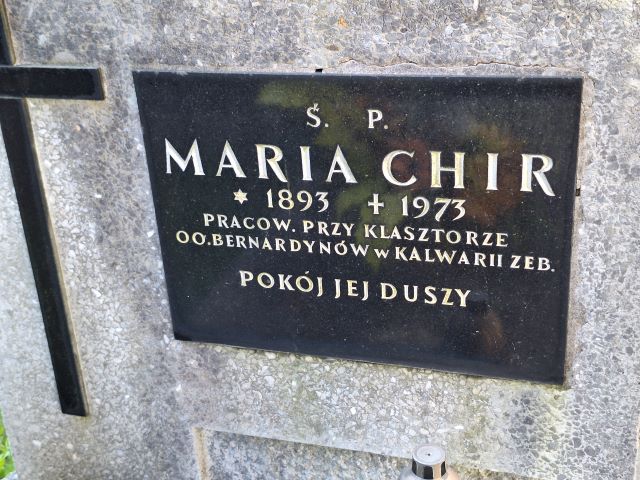 Ś. P.
MARIA CHIR
✶ 1893 ✝ 1973
PRACOW. PRZY KLASZTORZE
OO. BERNARDYNÓW w KALWARII ZEB.
POKÓJ JEJ DUSZY